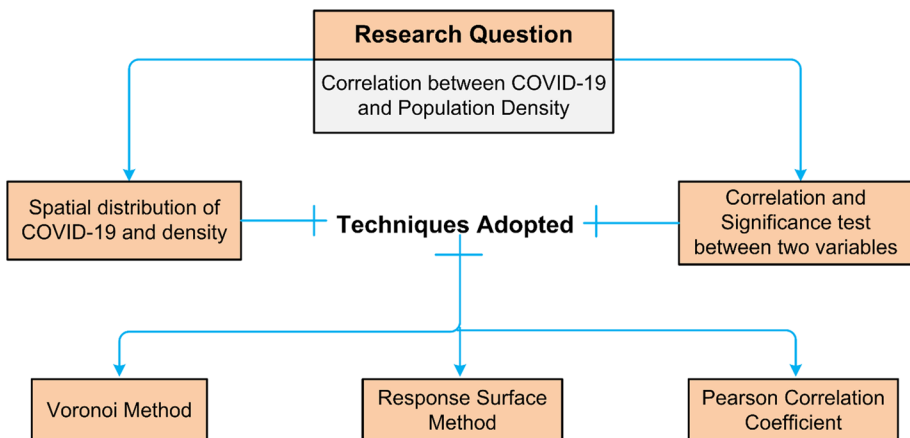 Research Question
Correlation between COVID-19
and Population Density
Spatial distribution of
COVID-19 and density
Techniques Adopted
Correlation and
Significance test
between two variables
Voronoi Method
Response Surface
Method
Pearson Correlation
Coefficient